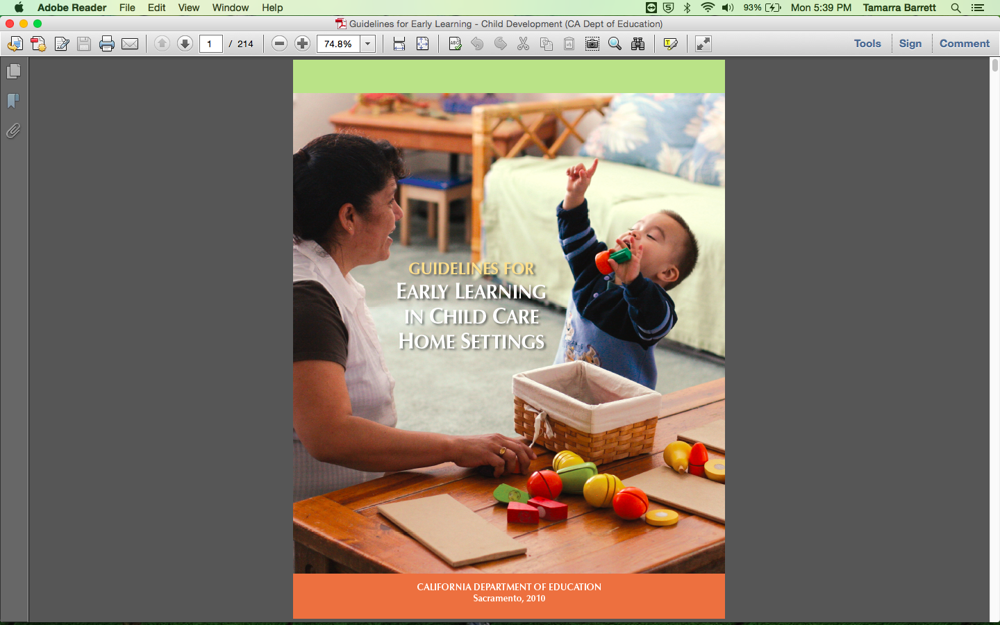 Adobe Reader File Edit View Window Help 93% Mon 5:39 PM Tamarra Barrett
Guidelines for Early Learning - Child Development (CA Dept of Education)
1 / 214 74.8% Tools Sign Comment
GUIDELINES FOR
EARLY LEARNING
IN CHILD CARE
HOME SETTINGS
CALIFORNIA DEPARTMENT OF EDUCATION
Sacramento, 2010